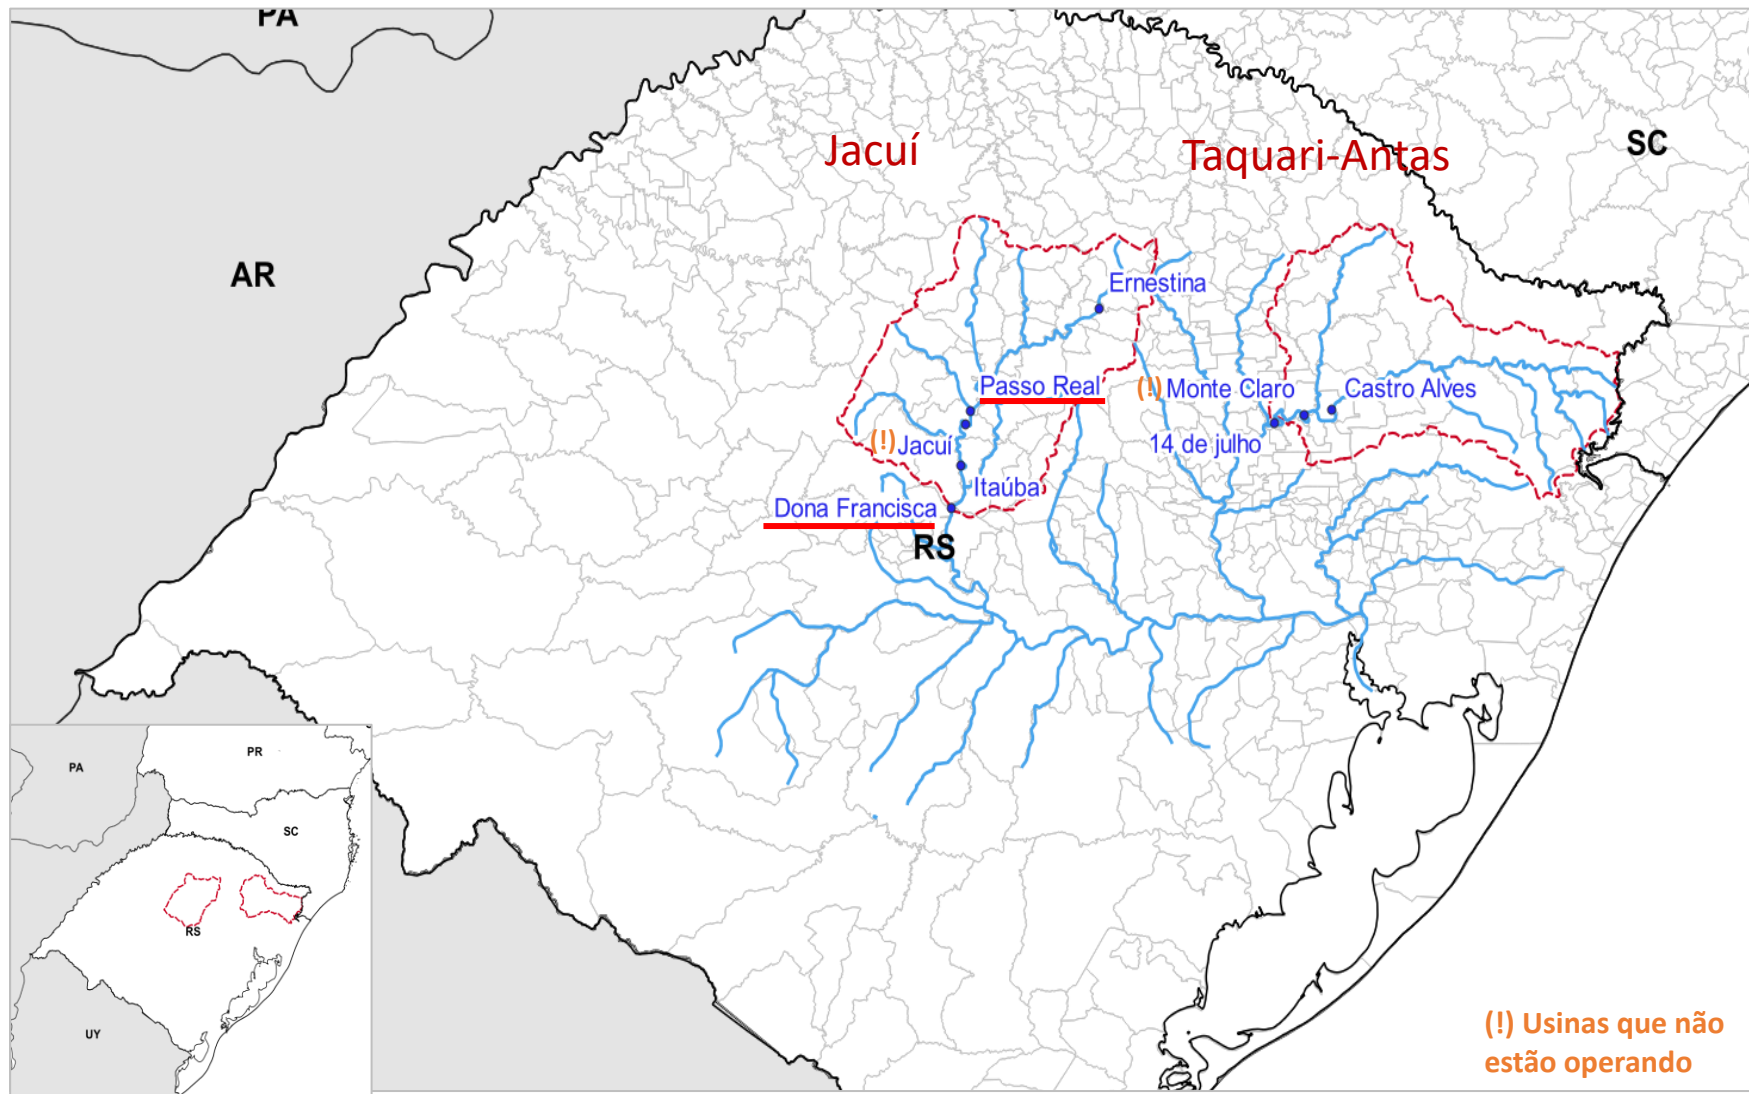 PA
Jacuí
Taquari-Antas
SC
AR
Ernestina
Passo Real
(!) Monte Claro
Castro Alves
(!) Jacuí
14 de julho
Itaúba
Dona Francisca
RS
PR
PA
SC
RS
UY
(!) Usinas que não
estão operando